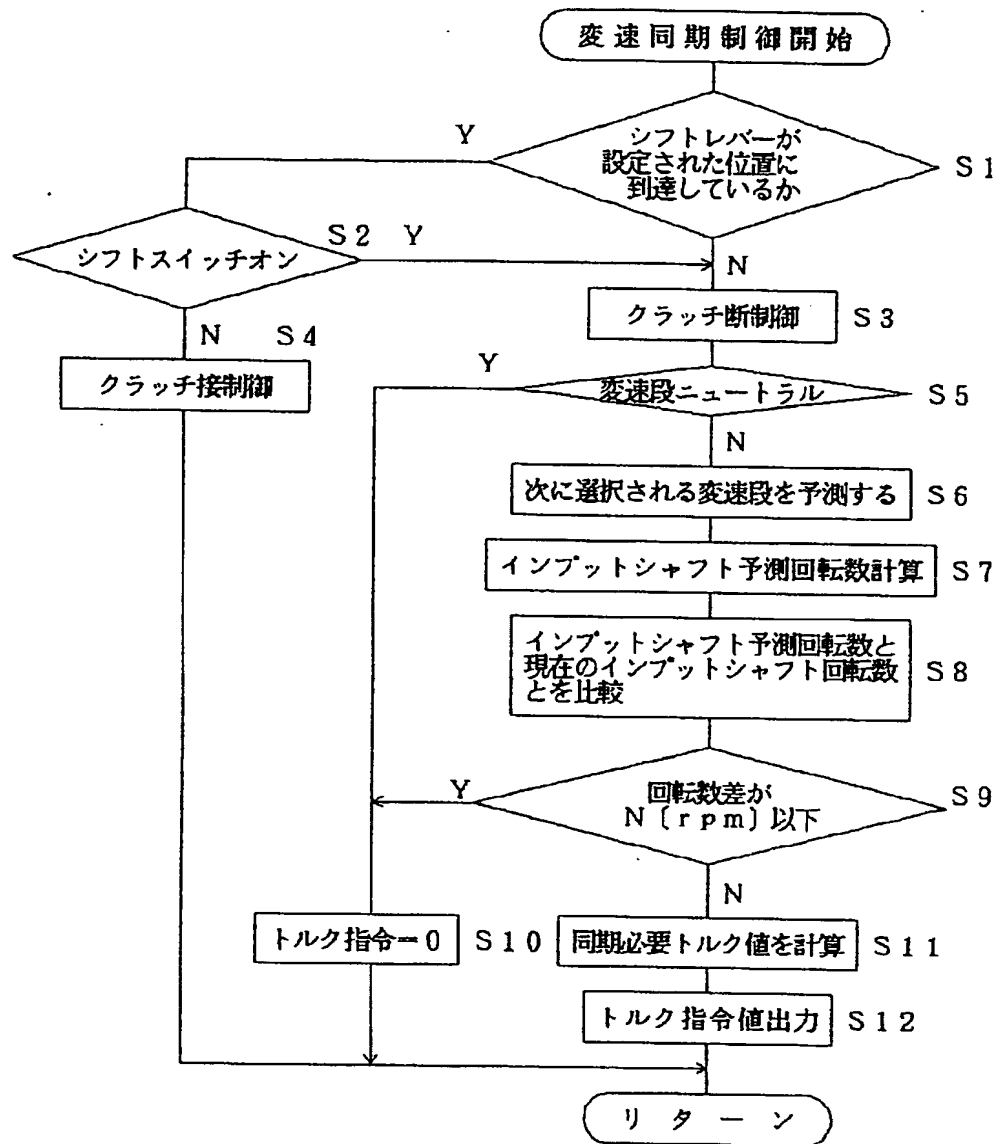 変速同期制御開始
シフトレバーが
設定された位置に
到達しているか
Y
S1
シフトスイッチオン
S2
Y
N
クラッチ断制御
S3
N
S4
クラッチ接制御
Y
変速段ニュートラル
S5
N
次に選択される変速段を予測する
S6
インプットシャフト予測回転数計算
S7
インプットシャフト予測回転数と
現在のインプットシャフト回転数
とを比較
S8
Y
回転数差が
N〔rpm〕以下
S9
N
トルク指令=0
S10
同期必要トルク値を計算
S11
トルク指令値出力
S12
リターン